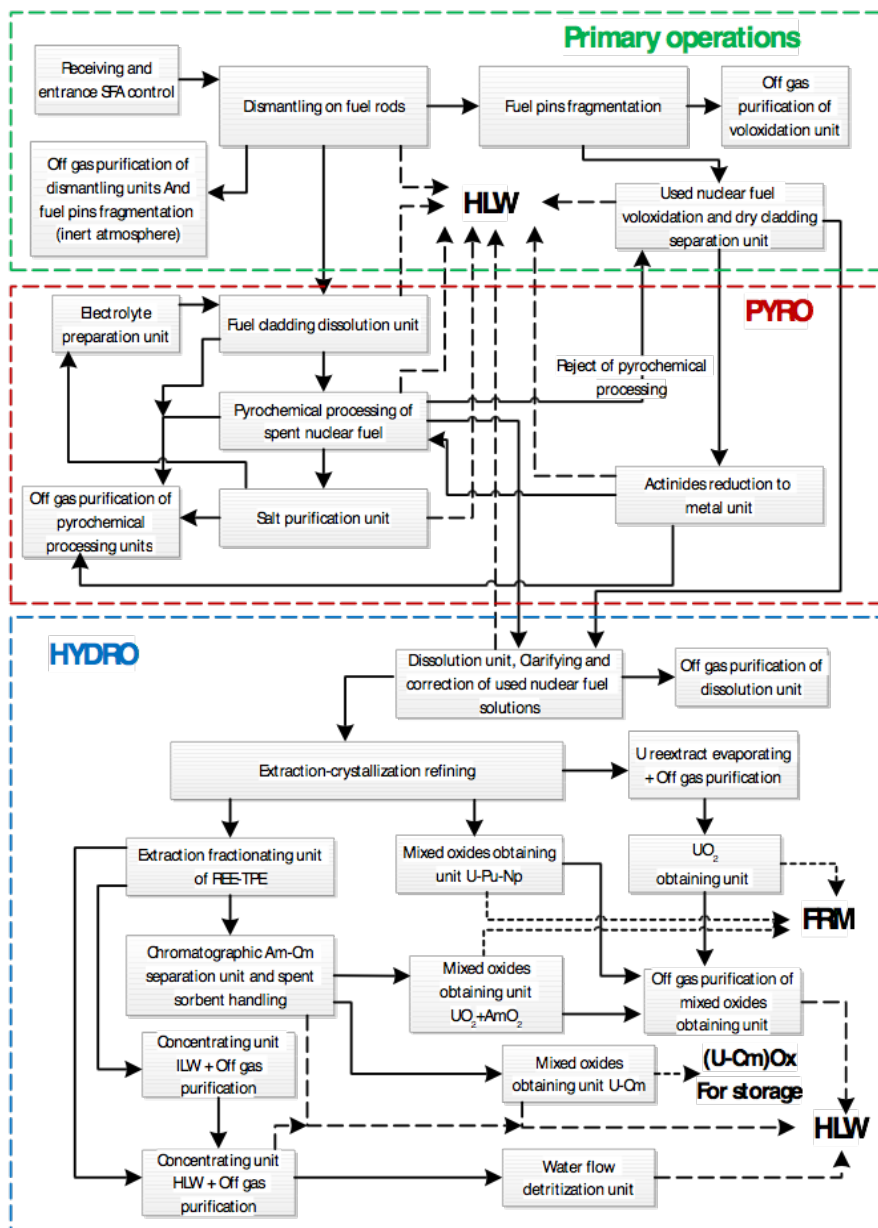 Primary operations
Receiving and
entrance SFA control
Dismantling on fuel rods
Fuel pins fragmentation
Off gas
purification of
voloxidation unit
Off gas purification of
dismantling units And
fuel pins fragmentation
(inert atmosphere)
HLW
Used nuclear fuel
voloxidation and dry cladding
separation unit
PYRO
Electrolyte
preparation unit
Fuel cladding dissolution unit
Reject of pyrochemical
processing
Pyrochemical processing of
spent nuclear fuel
Off gas purification of
pyrochemical
processing units
Salt purification unit
Actinides reduction to
metal unit
HYDRO
Dissolution unit, Clarifying and
correction of used nuclear fuel
solutions
Off gas purification of
dissolution unit
Extraction-crystallization refining
U reextract evaporating
+ Off gas purification
Extraction fractionating unit
of REE-TPE
Mixed oxides obtaining
unit U-Pu-Np
UO₂
obtaining unit
FRM
Chromatographic Am-Cm
separation unit and spent
sorbent handling
Mixed oxides
obtaining unit
UO₂+AmO₂
Off gas purification of
mixed oxides
obtaining unit
Concentrating unit
ILW + Off gas
purification
Mixed oxides
obtaining unit U-Cm
(U-Cm)Ox
For storage
HLW
Concentrating unit
HLW + Off gas
purification
Water flow
detritization unit